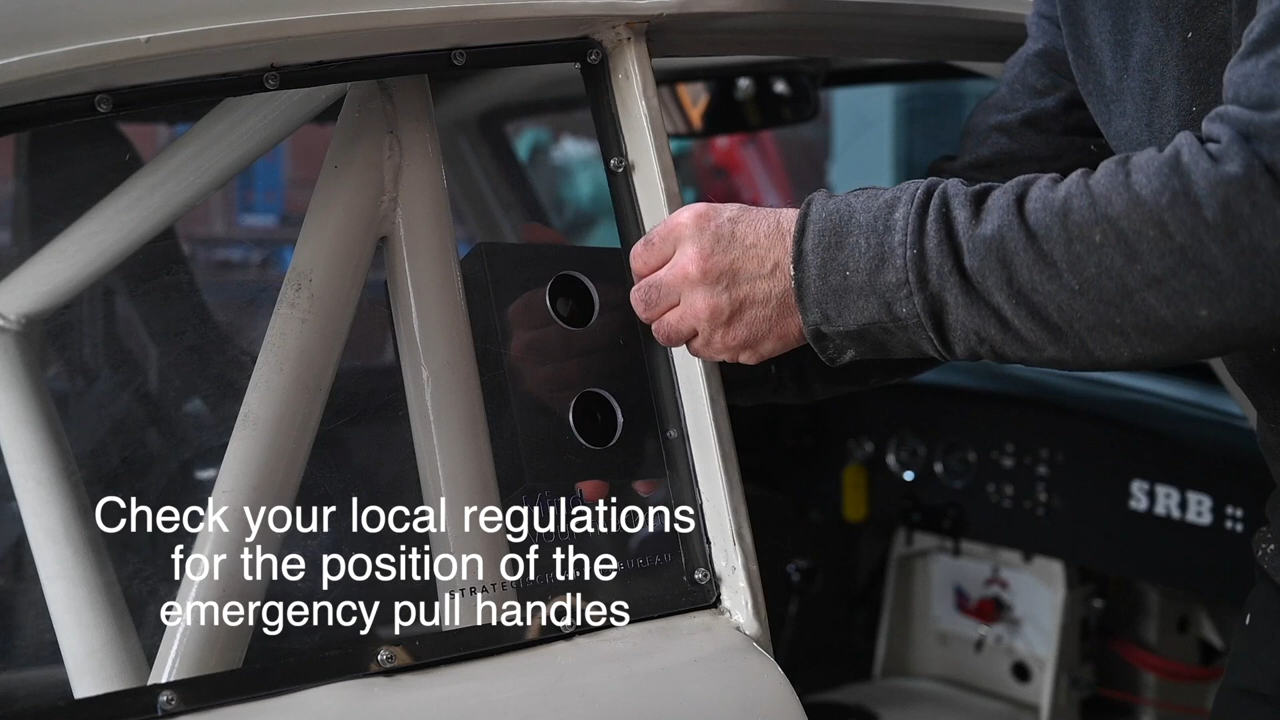 SRB
Check your local regulations
for the position of the
emergency pull handles